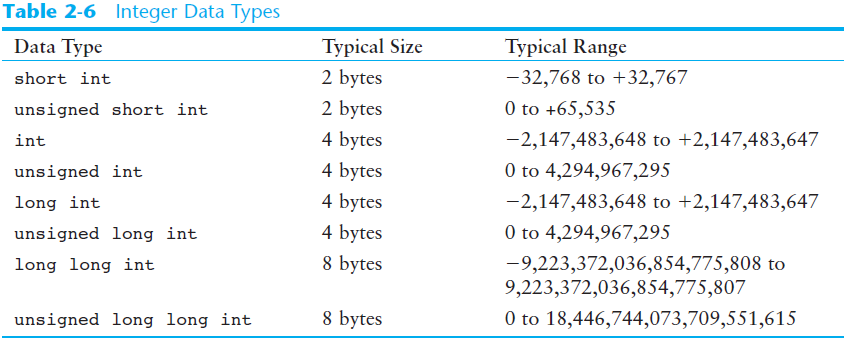 Table 2-6 Integer Data Types
Data Type Typical Size Typical Range
short int 2 bytes −32,768 to +32,767
unsigned short int 2 bytes 0 to +65,535
int 4 bytes −2,147,483,648 to +2,147,483,647
unsigned int 4 bytes 0 to 4,294,967,295
long int 4 bytes −2,147,483,648 to +2,147,483,647
unsigned long int 4 bytes 0 to 4,294,967,295
long long int 8 bytes −9,223,372,036,854,775,808 to
9,223,372,036,854,775,807
unsigned long long int 8 bytes 0 to 18,446,744,073,709,551,615